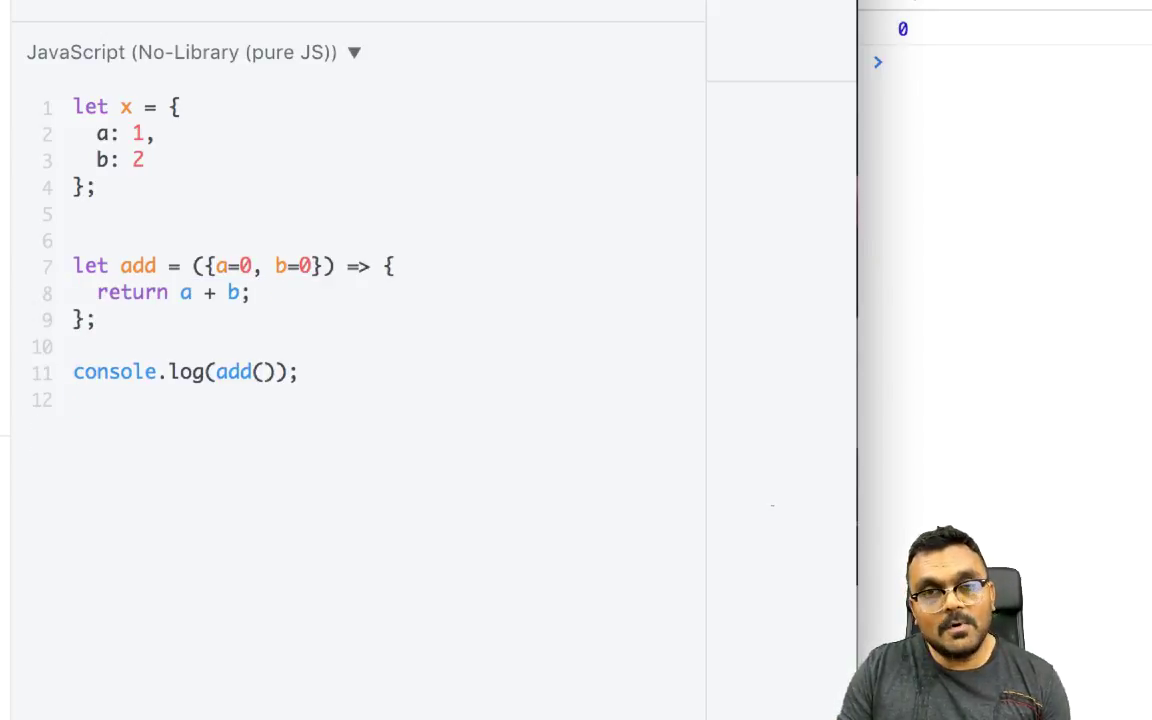 JavaScript (No-Library (pure JS)) ▼
1 let x = {
2 a: 1,
3 b: 2
4 };
5
6
7 let add = ({a=0, b=0}) => {
8 return a + b;
9 };
10
11 console.log(add());
12
0
>